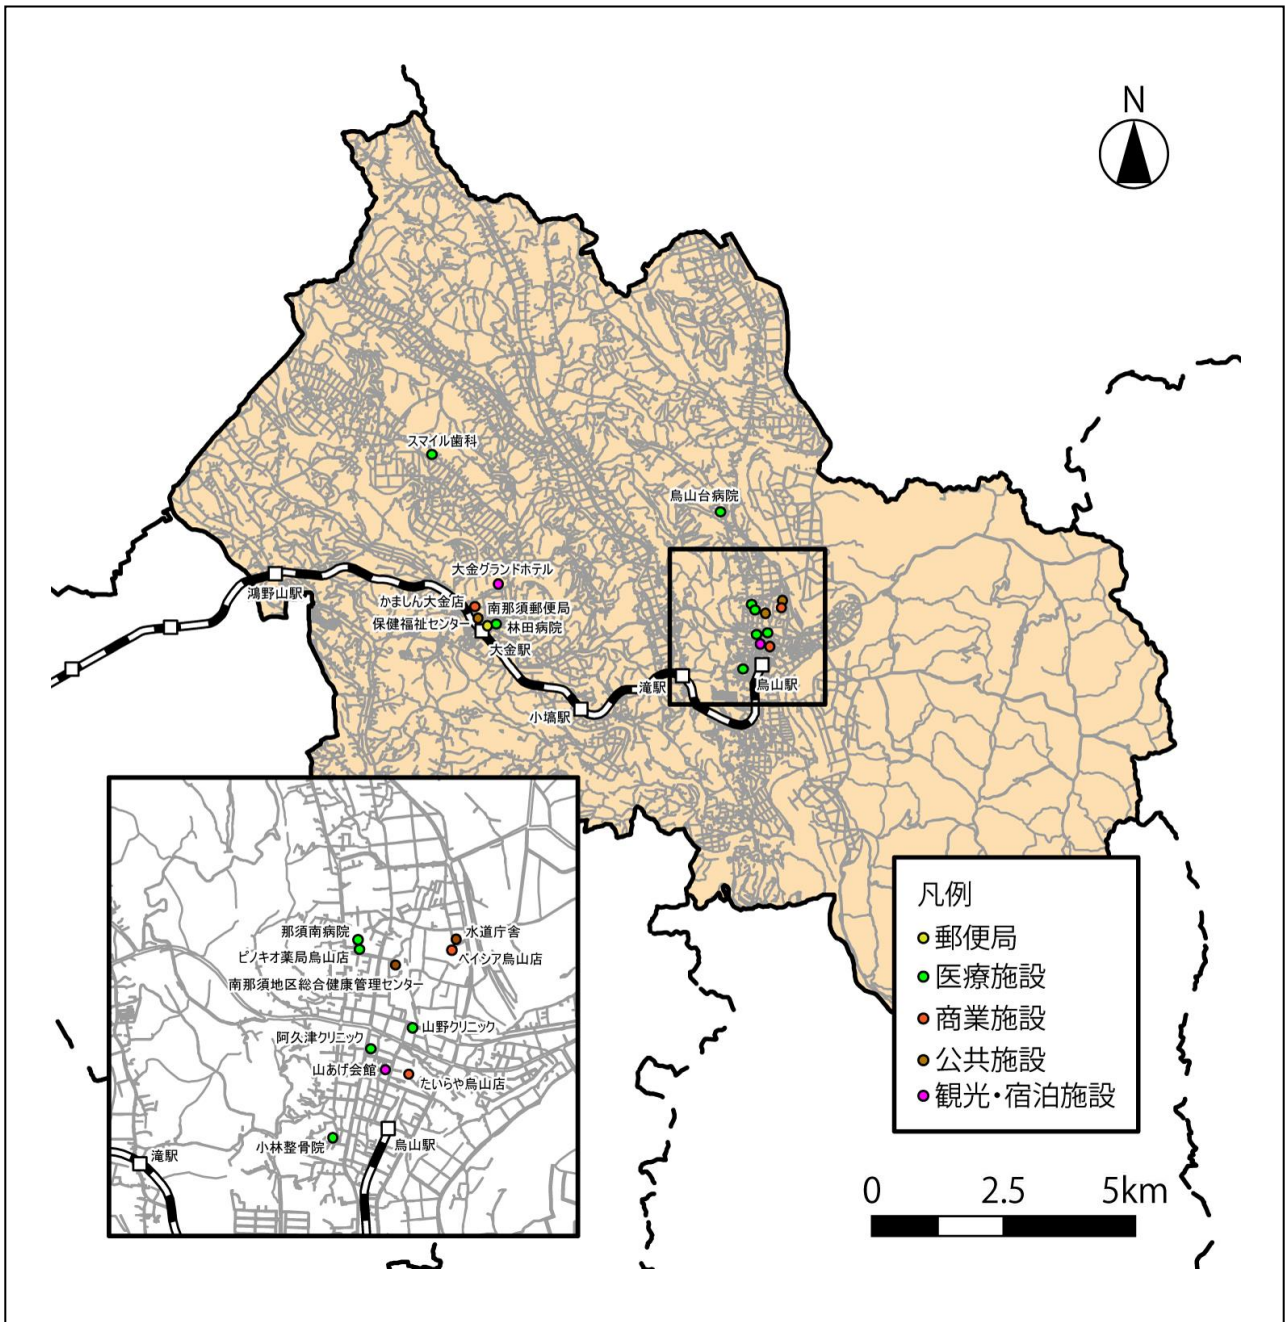 N
スマイル歯科
烏山台病院
大金グランドホテル
鴻野山駅
かましん大金店
南那須郵便局
保健福祉センター
林田病院
大金駅
滝駅
烏山駅
小塙駅
那須南病院
水道庁舎
ピノキオ薬局烏山店
ベイシア烏山店
南那須地区総合健康管理センター
山野クリニック
阿久津クリニック
山あげ会館
たいらや烏山店
小林整骨院
烏山駅
滝駅
凡例
郵便局
医療施設
商業施設
公共施設
観光・宿泊施設
0 2.5 5km